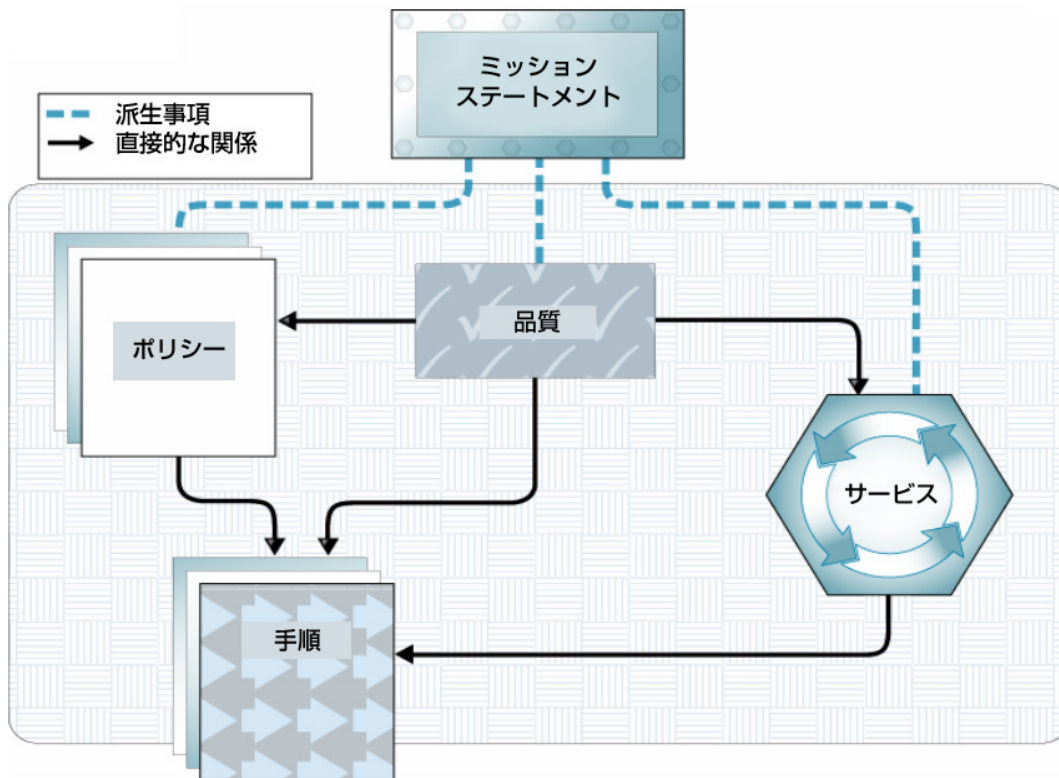 ミッション
ステートメント
派生事項
直接的な関係
品質
ポリシー
サービス
手順